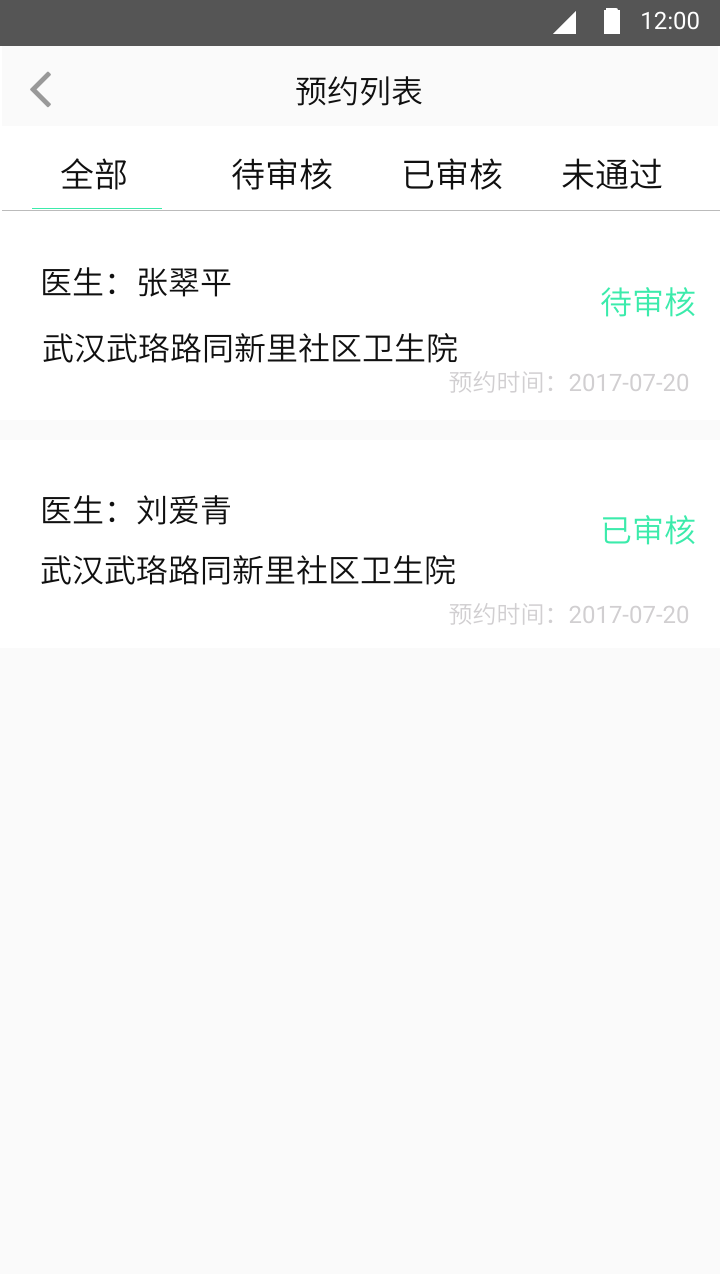 12:00
预约列表
全部 待审核 已审核 未通过
医生：张翠平
待审核
武汉武珞路同新里社区卫生院
预约时间：2017-07-20
医生：刘爱青
已审核
武汉武珞路同新里社区卫生院
预约时间：2017-07-20